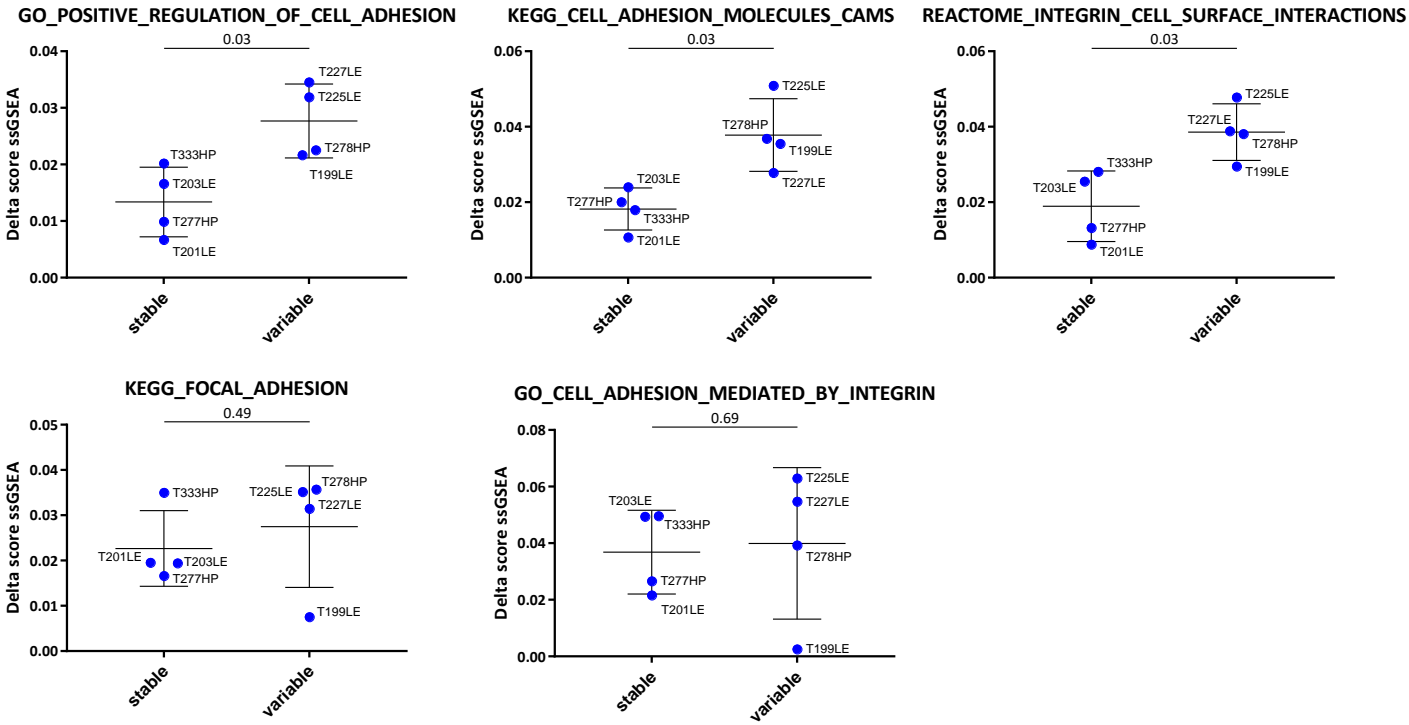 GO_POSITIVE_REGULATION_OF_CELL_ADHESION
0.03
Delta score ssGSEA
0.04
0.03
0.02
0.01
0.00
T227LE
T225LE
T278HP
T199LE
T333HP
T203LE
T277HP
T201LE
stable
variable
KEGG_CELL_ADHESION_MOLECULES_CAMS
0.03
Delta score ssGSEA
0.06
0.04
0.02
0.00
T225LE
T278HP
T199LE
T227LE
T203LE
T277HP
T333HP
T201LE
stable
variable
REACTOME_INTEGRIN_CELL_SURFACE_INTERACTIONS
0.03
Delta score ssGSEA
0.06
0.04
0.02
0.00
T225LE
T227LE
T278HP
T199LE
T333HP
T203LE
T277HP
T201LE
stable
variable
KEGG_FOCAL_ADHESION
0.49
Delta score ssGSEA
0.05
0.04
0.03
0.02
0.01
0.00
T333HP
T201LE
T203LE
T277HP
T278HP
T225LE
T227LE
T199LE
stable
variable
GO_CELL_ADHESION_MEDIATED_BY_INTEGRIN
0.69
Delta score ssGSEA
0.08
0.06
0.04
0.02
0.00
T203LE
T333HP
T277HP
T201LE
T225LE
T227LE
T278HP
T199LE
stable
variable